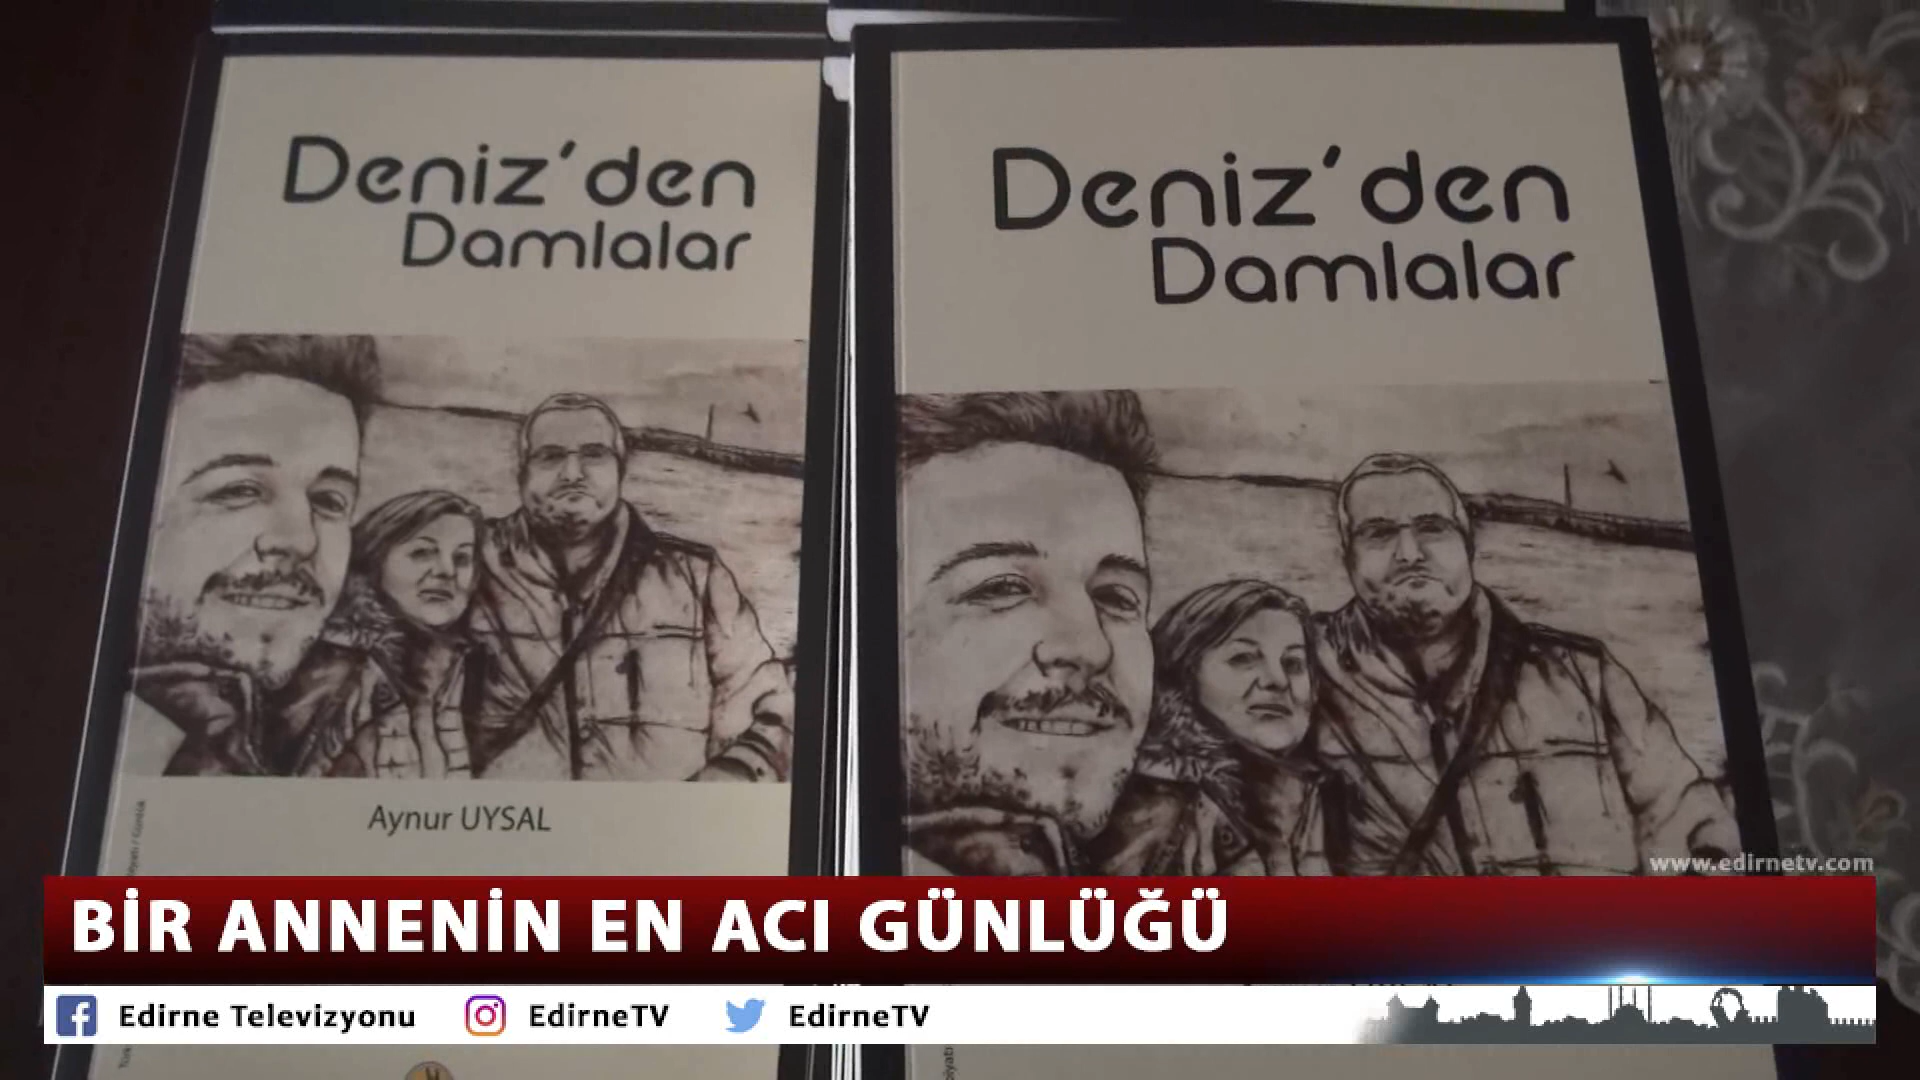 Deniz'den
Damlalar
Aynur UYSAL
Deniz'den
Damlalar
www.edirnetv.com
BİR ANNENİN EN ACI GÜNLÜĞÜ
Edirne Televizyonu
EdirneTV
EdirneTV